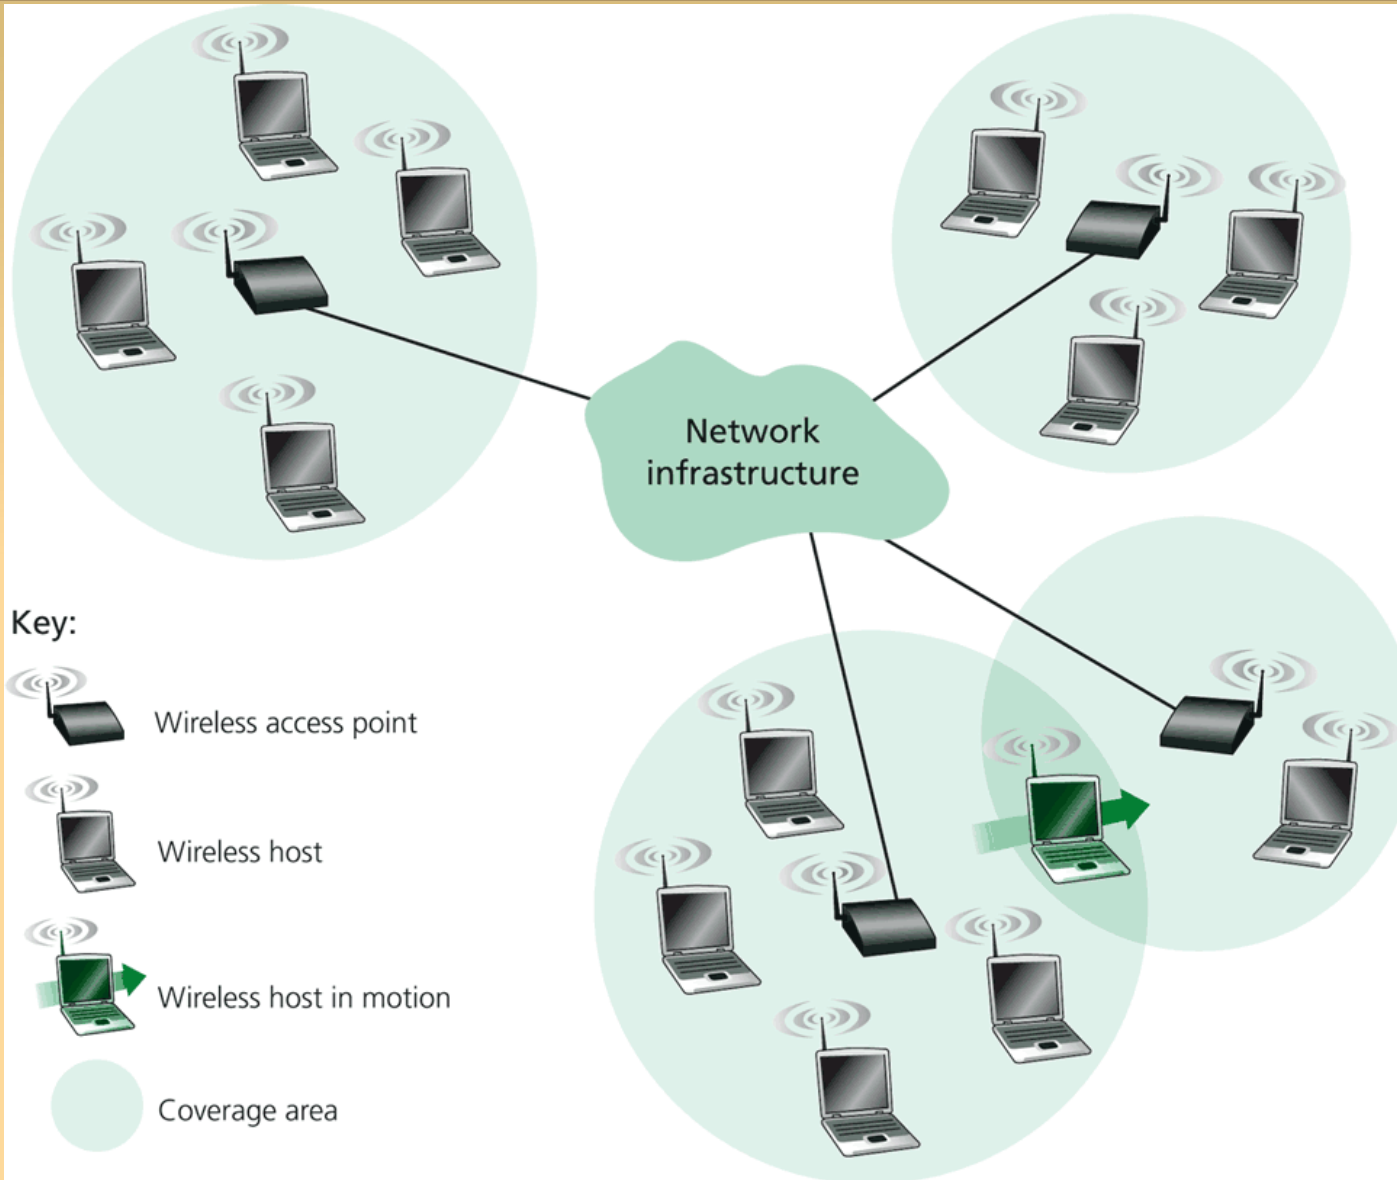 Network
infrastructure
Key:
Wireless access point
Wireless host
Wireless host in motion
Coverage area